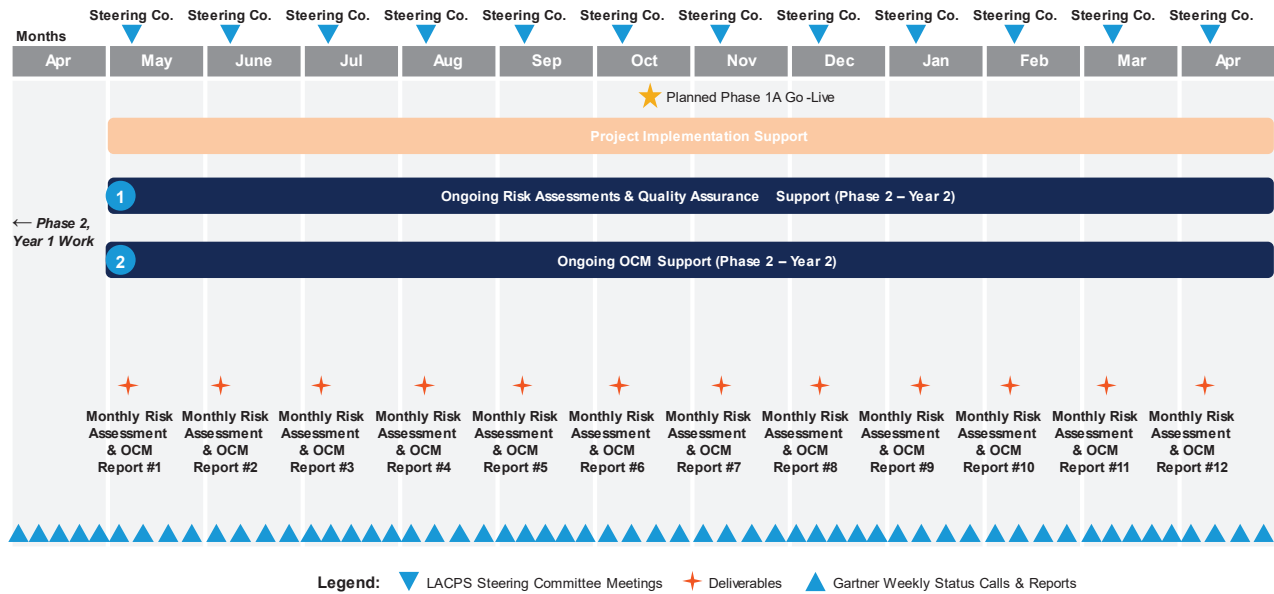 Steering Co. Steering Co. Steering Co. Steering Co. Steering Co. Steering Co. Steering Co. Steering Co. Steering Co. Steering Co. Steering Co. Steering Co.
Months
Apr May June Jul Aug Sep Oct Nov Dec Jan Feb Mar Apr
Planned Phase 1A Go -Live
Project Implementation Support
1 Ongoing Risk Assessments & Quality Assurance Support (Phase 2 – Year 2)
← Phase 2,
Year 1 Work
2 Ongoing OCM Support (Phase 2 – Year 2)
Monthly Risk Monthly Risk Monthly Risk Monthly Risk Monthly Risk Monthly Risk Monthly Risk Monthly Risk Monthly Risk Monthly Risk Monthly Risk Monthly Risk
Assessment Assessment Assessment Assessment Assessment Assessment Assessment Assessment Assessment Assessment Assessment Assessment
& OCM & OCM & OCM & OCM & OCM & OCM & OCM & OCM & OCM & OCM & OCM & OCM
Report #1 Report #2 Report #3 Report #4 Report #5 Report #6 Report #7 Report #8 Report #9 Report #10 Report #11 Report #12
Legend: LACPS Steering Committee Meetings Deliverables Gartner Weekly Status Calls & Reports